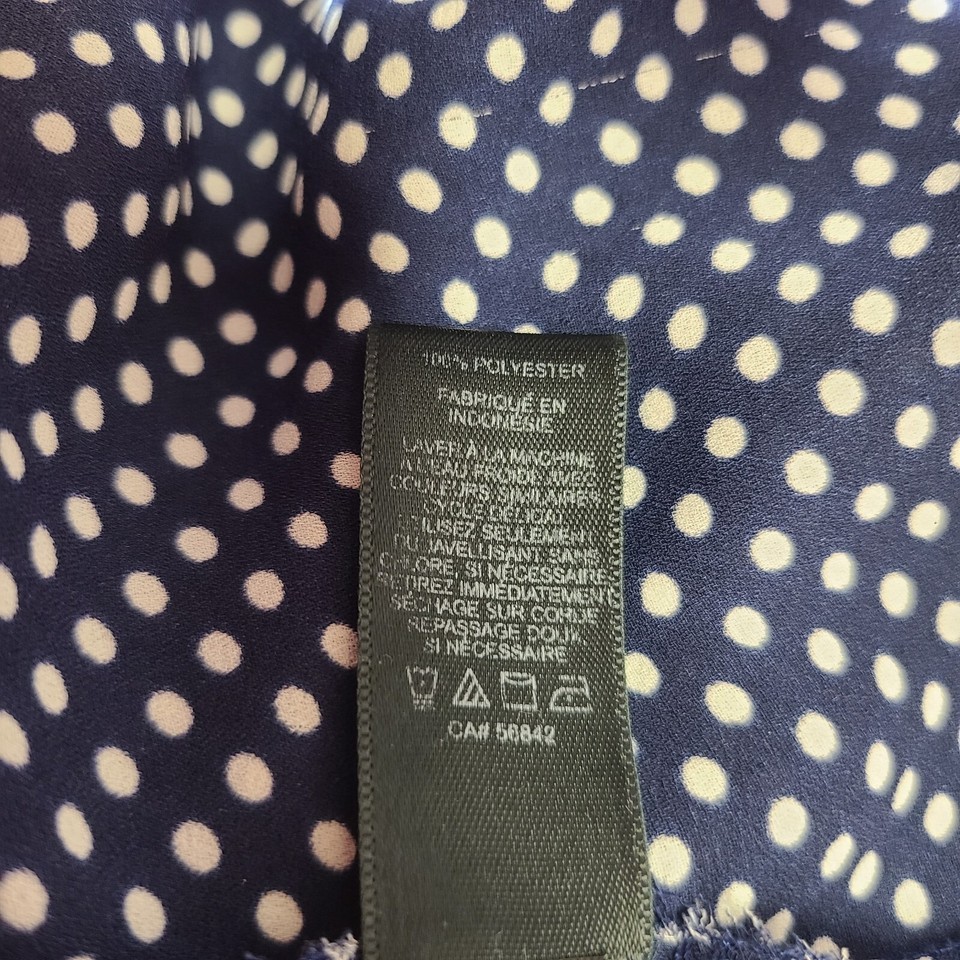 100% POLYESTER
FABRIQUÉ EN
INDONÉSIE
LAVER À LA MACHINE
À L'EAU FROIDE AVEC
COULEURS SIMILAIRES
CYCLE DÉLICAT
UTILISEZ SEULEMENT
DU JAVELLISANT SANS
CHLORE, SI NÉCESSAIRE
RETIREZ IMMÉDIATEMENT
SÉCHAGE SUR CORDE
REPASSAGE DOUX
SI NÉCESSAIRE
CA# 56842